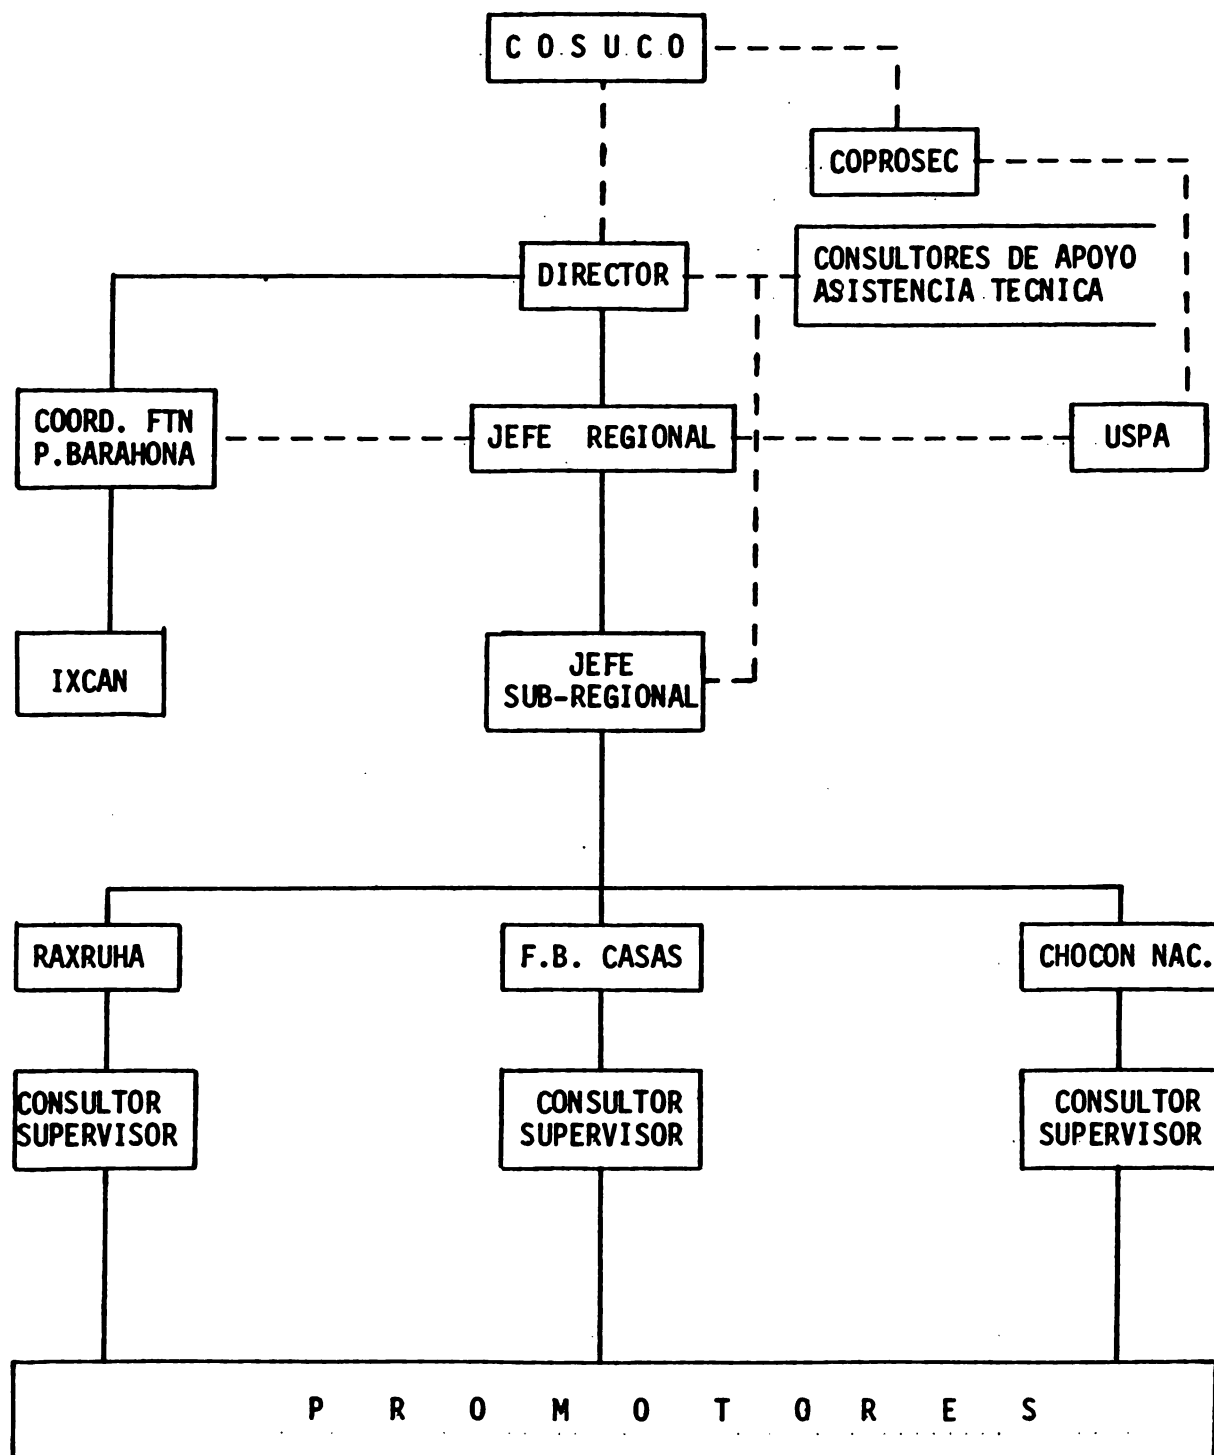 C O S U C O
COPROSEC
DIRECTOR
CONSULTORES DE APOYO
ASISTENCIA TECNICA
COORD. FTN
P.BARAHONA
JEFE REGIONAL
USPA
IXCAN
JEFE
SUB-REGIONAL
RAXRUHA
F.B. CASAS
CHOCON NAC.
CONSULTOR
SUPERVISOR
CONSULTOR
SUPERVISOR
CONSULTOR
SUPERVISOR
P R O M O T O R E S